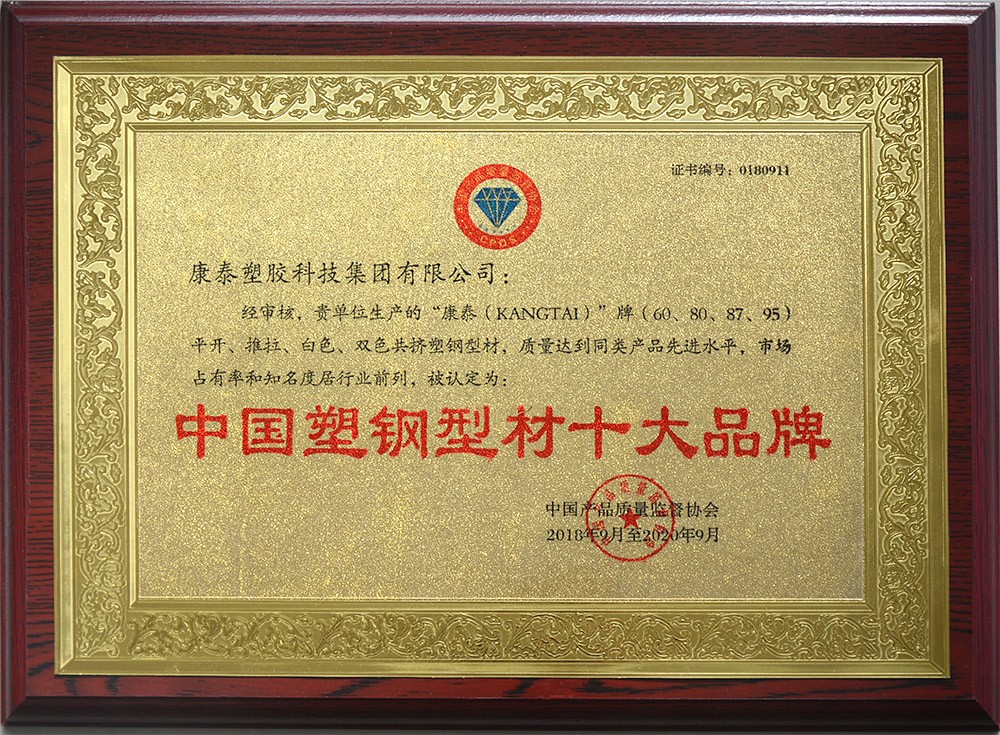 证书编号：0180911
CPQS
康泰塑胶科技集团有限公司：
经审核，贵单位生产的“康泰（KANGTAI）”牌（60、80、87、95）
平开、推拉、白色、双色共挤塑钢型材，质量达到同类产品先进水平，市场
占有率和知名度居行业前列，被认定为：
中国塑钢型材十大品牌
中国产品质量监督协会
2018年9月至2020年9月